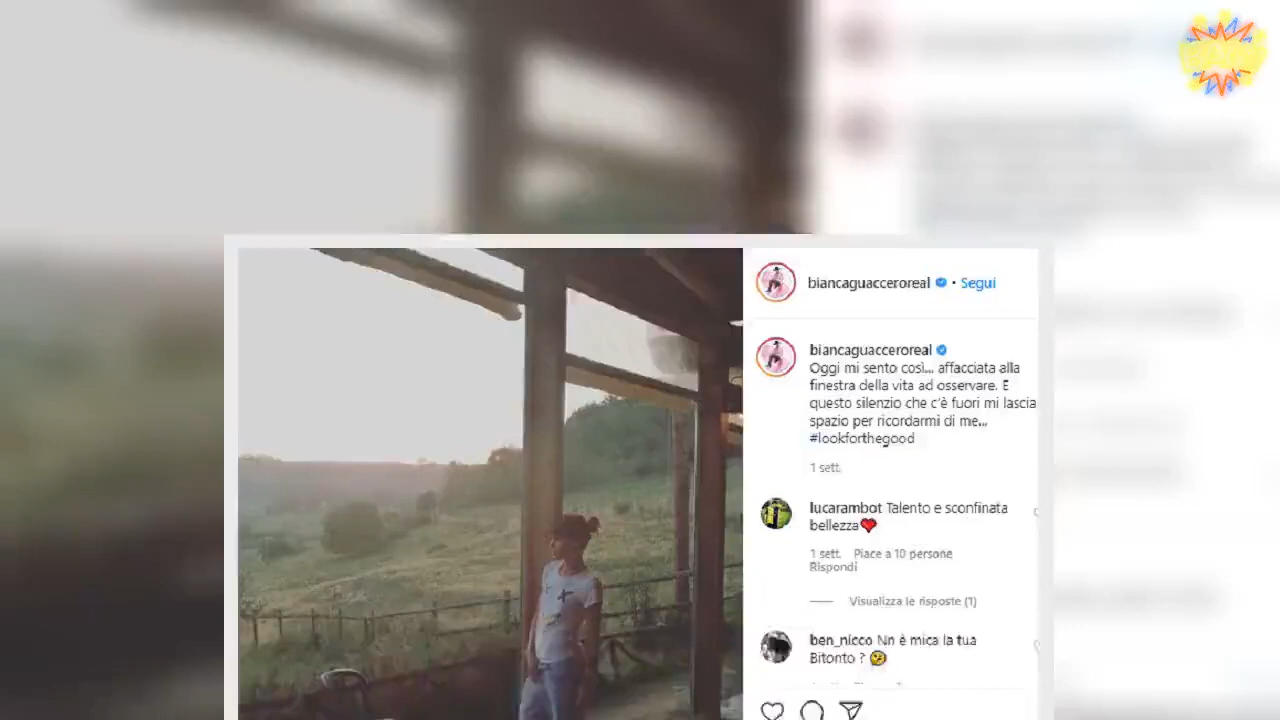 biancaguacceroreal • Segui
biancaguacceroreal
Oggi mi sento così... affacciata alla
finestra della vita ad osservare. E
questo silenzio che c'è fuori mi lascia
spazio per ricordarmi di me...
#lookforthegood
1 sett.
lucarambot Talento e sconfinata
bellezza❤️
1 sett. Piace a 10 persone
Rispondi
Visualizza le risposte (1)
ben_nicco Nn è mica la tua
Bitonto ? 🤔